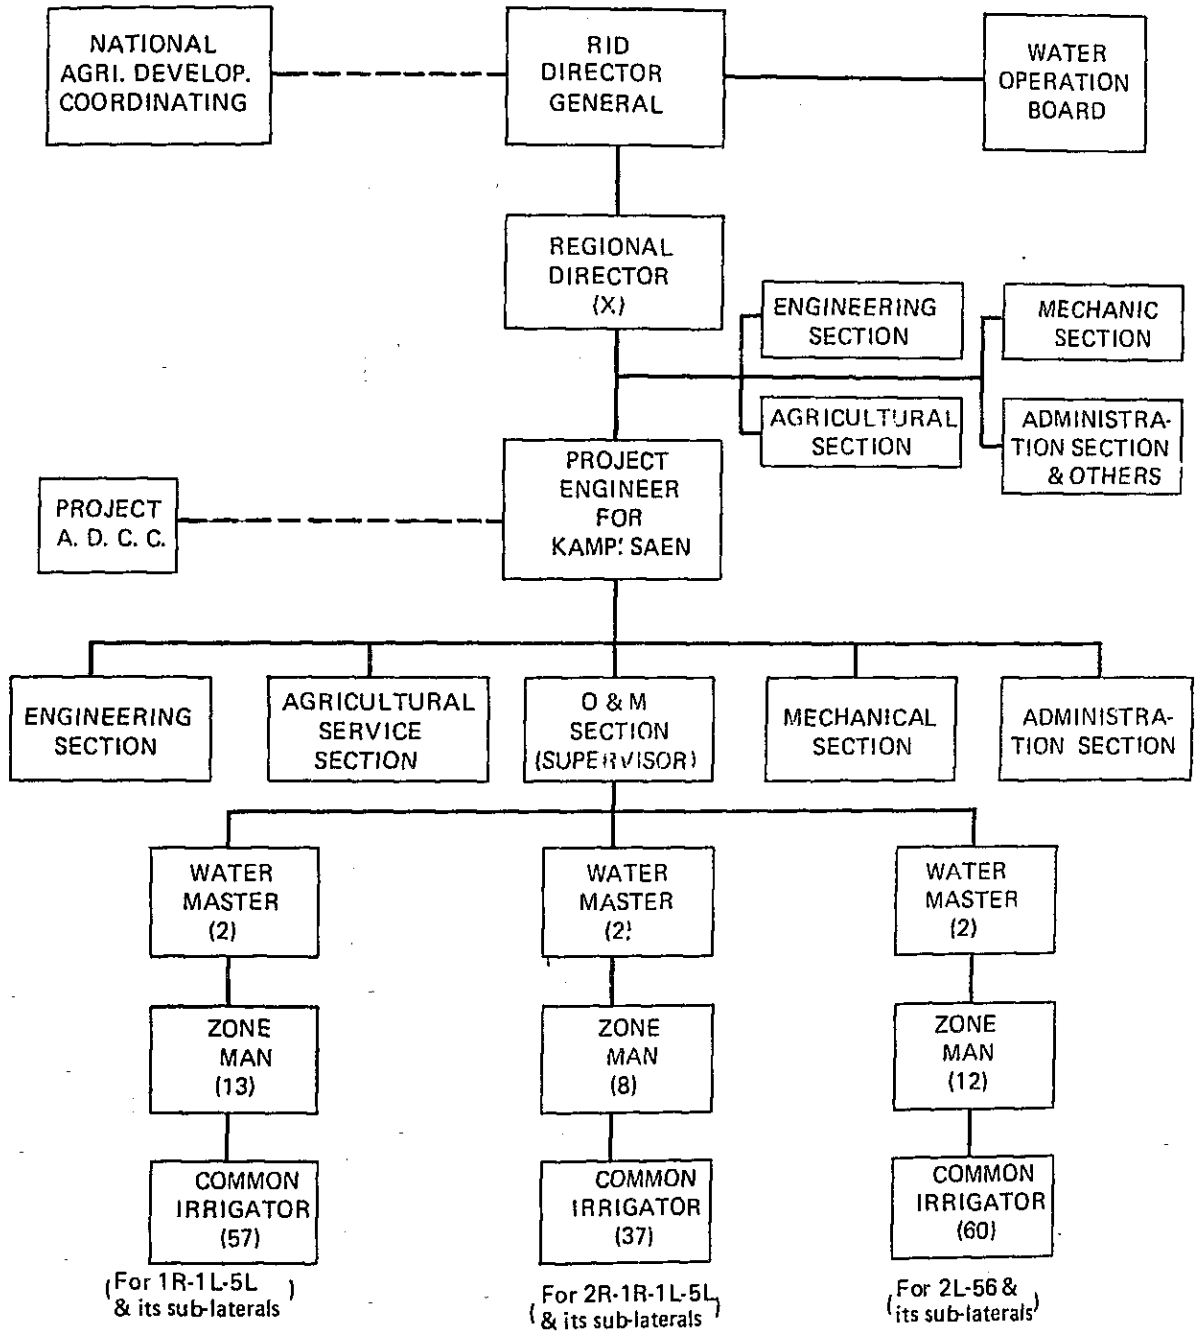 NATIONAL
AGRI. DEVELOP.
COORDINATING
RID
DIRECTOR
GENERAL
WATER
OPERATION
BOARD
REGIONAL
DIRECTOR
(X)
ENGINEERING
SECTION
MECHANIC
SECTION
AGRICULTURAL
SECTION
ADMINISTRA-
TION SECTION
& OTHERS
PROJECT
A. D. C. C.
PROJECT
ENGINEER
FOR
KAMP. SAEN
ENGINEERING
SECTION
AGRICULTURAL
SERVICE
SECTION
O & M
SECTION
(SUPERVISOR)
MECHANICAL
SECTION
ADMINISTRA-
TION SECTION
WATER
MASTER
(2)
WATER
MASTER
(2)
WATER
MASTER
(2)
ZONE
MAN
(13)
ZONE
MAN
(8)
ZONE
MAN
(12)
COMMON
IRRIGATOR
(57)
COMMON
IRRIGATOR
(37)
COMMON
IRRIGATOR
(60)
(For 1R-1L-5L
& its sub-laterals)
(For 2R-1R-1L-5L
& its sub-laterals)
(For 2L-56 &
its sub-laterals)